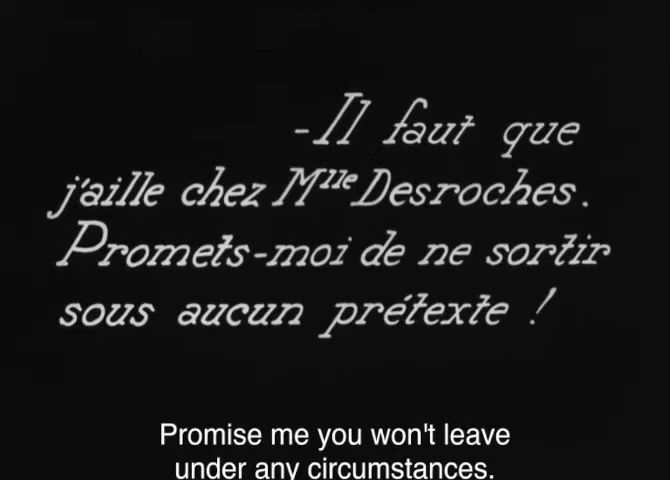 -Il faut que
j'aille chez Mlle Desroches.
Promets-moi de ne sortir
sous aucun prétexte !
Promise me you won't leave
under any circumstances.